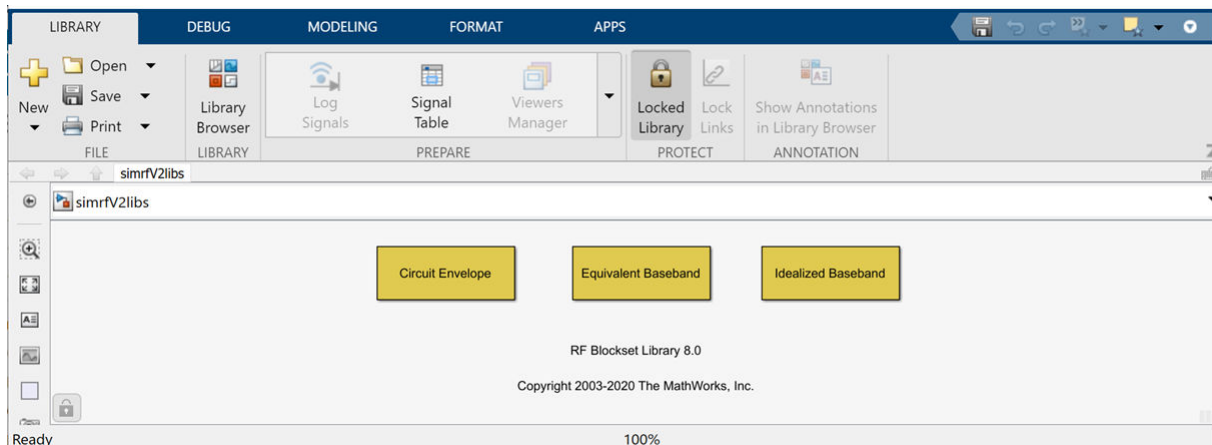 LIBRARY DEBUG MODELING FORMAT APPS
New
Open
Save
Print
FILE
Library
Browser
LIBRARY
Log
Signals
Signal
Table
Viewers
Manager
PREPARE
Locked
Library
Lock
Links
PROTECT
Show Annotations
in Library Browser
ANNOTATION
simrfV2libs
simrfV2libs
Circuit Envelope
Equivalent Baseband
Idealized Baseband
RF Blockset Library 8.0
Copyright 2003-2020 The MathWorks, Inc.
Ready
100%